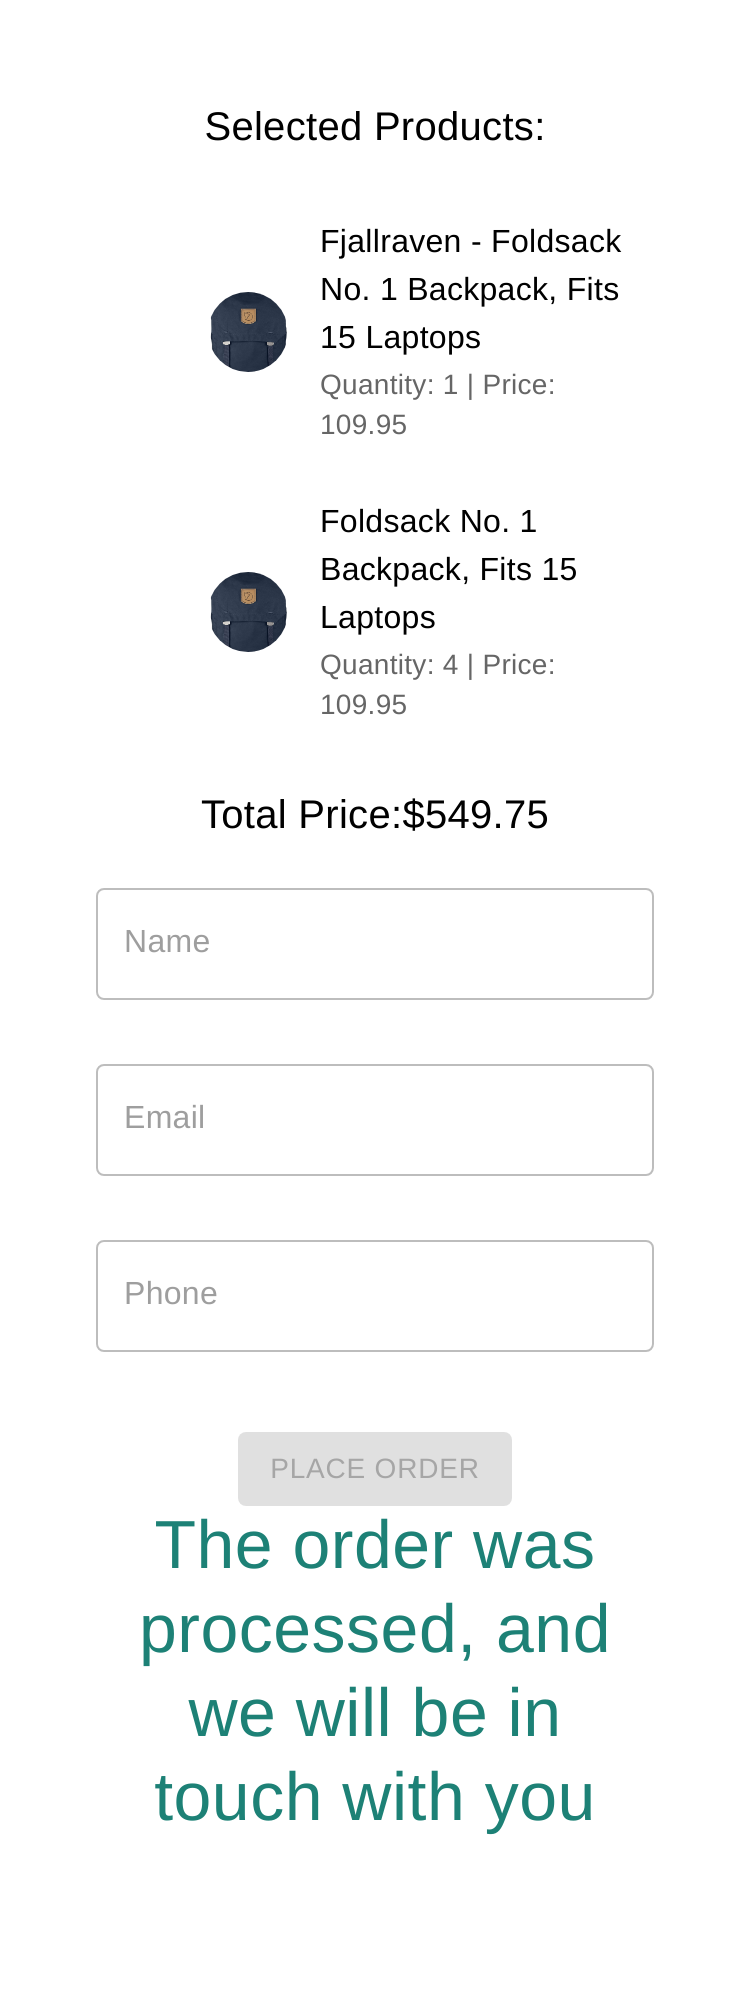 Selected Products:
Fjallraven - Foldsack
No. 1 Backpack, Fits
15 Laptops
Quantity: 1 | Price:
109.95
Foldsack No. 1
Backpack, Fits 15
Laptops
Quantity: 4 | Price:
109.95
Total Price:$549.75
Name
Email
Phone
PLACE ORDER
The order was
processed, and
we will be in
touch with you